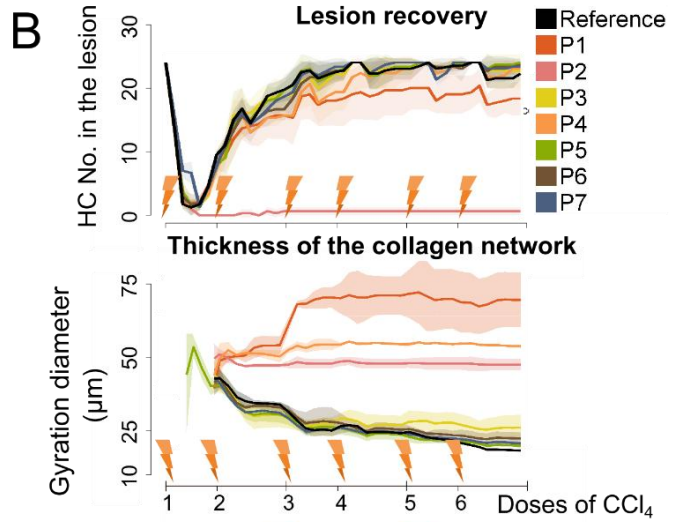 B
Lesion recovery
HC No. in the lesion
30
20
10
0
Reference
P1
P2
P3
P4
P5
P6
P7
Thickness of the collagen network
Gyration diameter
(µm)
75
50
25
10
1 2 3 4 5 6 Doses of CCl₄